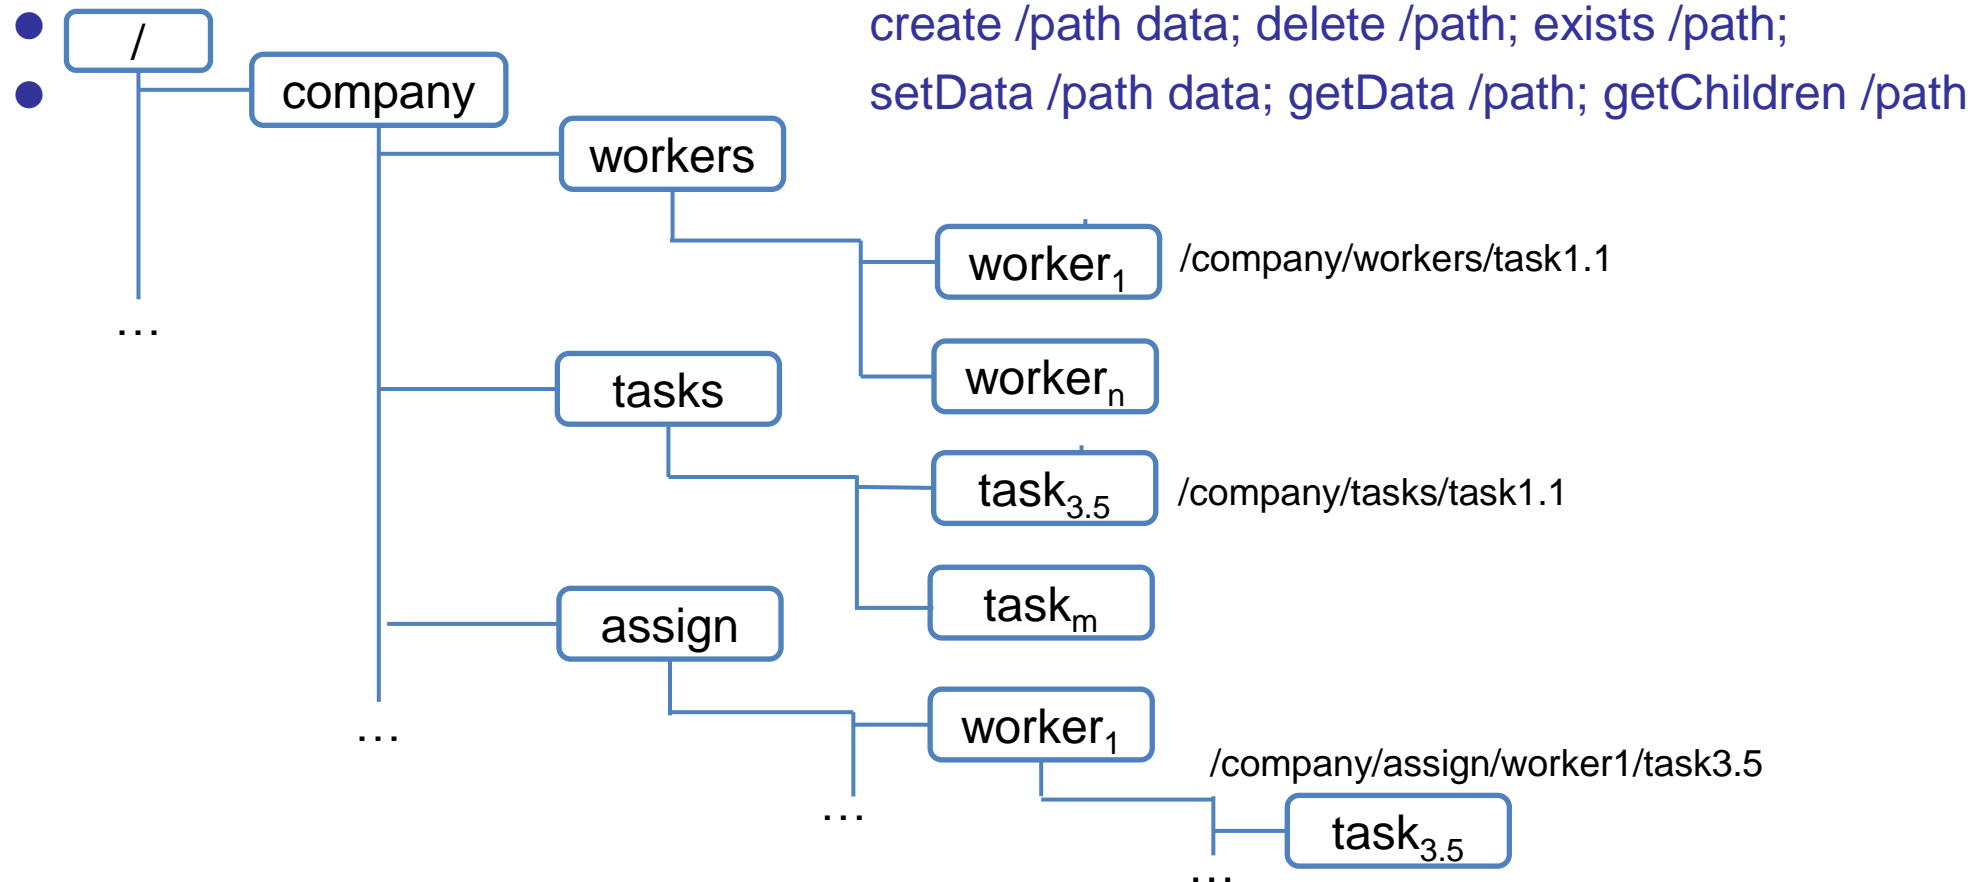 /
create /path data; delete /path; exists /path;
company
setData /path data; getData /path; getChildren /path
workers
worker1
/company/workers/task1.1
…
workern
tasks
task3.5
/company/tasks/task1.1
taskm
assign
worker1
…
/company/assign/worker1/task3.5
…
task3.5
…